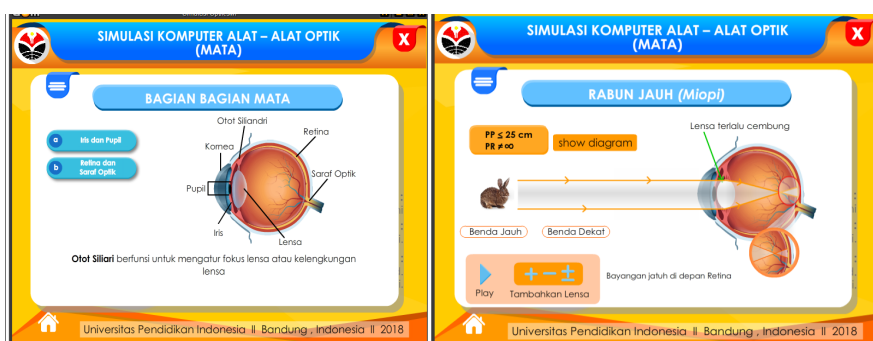 SIMULASI KOMPUTER ALAT – ALAT OPTIK
(MATA)
X
BAGIAN BAGIAN MATA
a Iris dan Pupil
b Retina dan
Saraf Optik
Otot Siliandri
Retina
Kornea
Saraf Optik
Pupil
Iris
Lensa
Otot Siliari berfungsi untuk mengatur fokus lensa atau kelengkungan
lensa
Universitas Pendidikan Indonesia II Bandung , Indonesia II 2018
SIMULASI KOMPUTER ALAT – ALAT OPTIK
(MATA)
X
RABUN JAUH (Miopi)
PP ≤ 25 cm
PR ≠ ∞
show diagram
Lensa terlalu cembung
Benda Jauh
Benda Dekat
Play
+ − ±
Tambahkan Lensa
Bayangan jatuh di depan Retina
Universitas Pendidikan Indonesia II Bandung , Indonesia II 2018